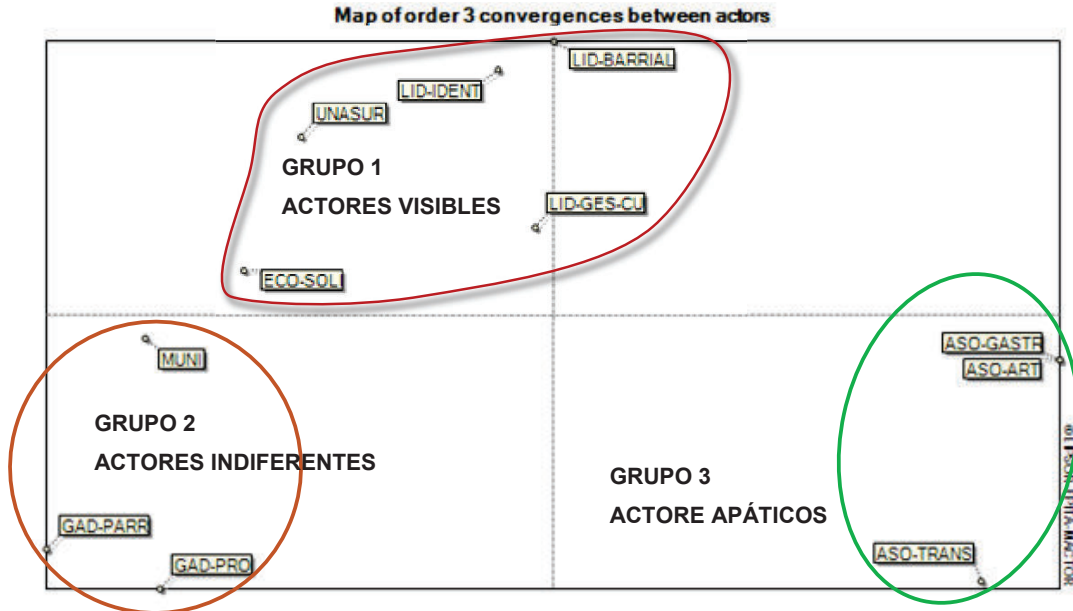 Map of order 3 convergences between actors
LID-BARRIAL
LID-IDENT
UNASUR
GRUPO 1
ACTORES VISIBLES
LID-GES-CU
ECO-SOLI
MUNI
ASO-GASTR
ASO-ART
GRUPO 2
ACTORES INDIFERENTES
GRUPO 3
ACTORE APÁTICOS
GAD-PARR
GAD-PRO
ASO-TRANS